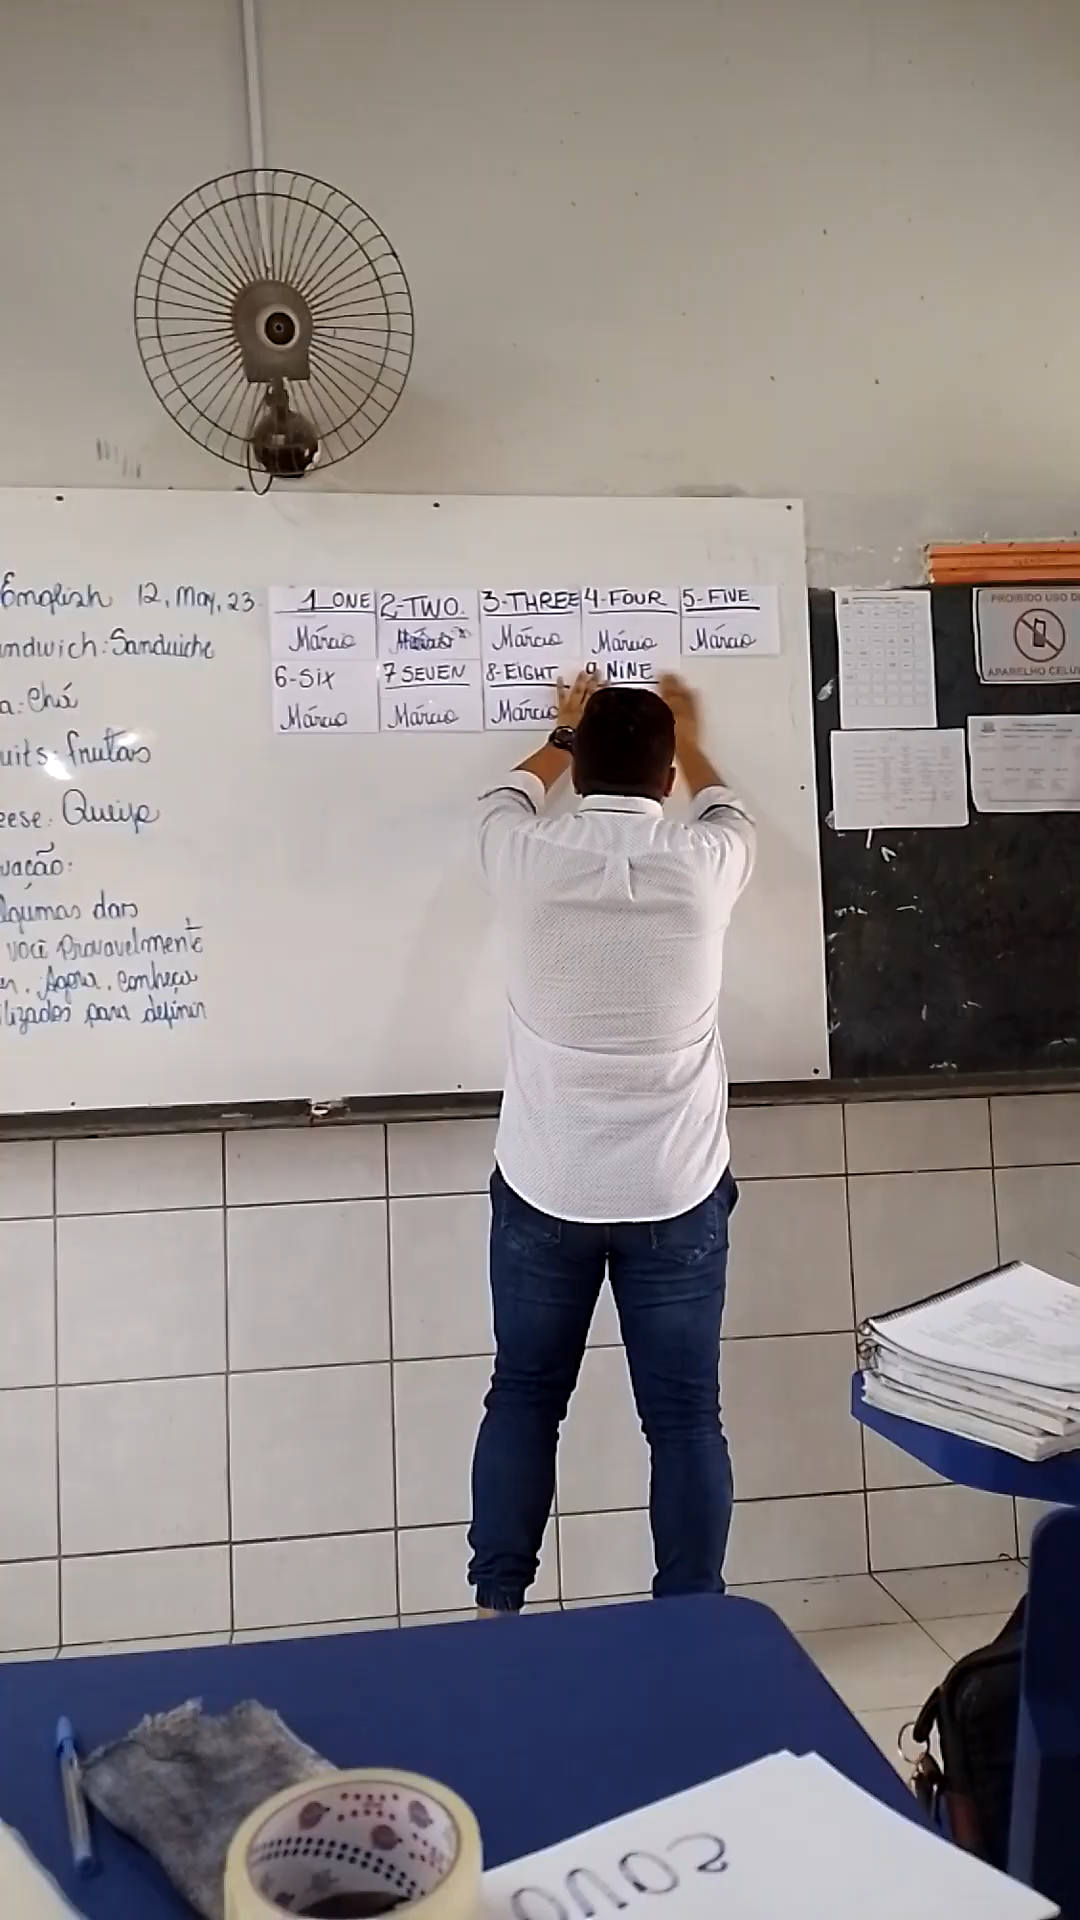 English 12, May, 23
ndwich: Sanduiche
a: Chá
uits: frutas
eese: Queijo
vação:
lgumas das
você Provavelmente
n. Agora, conheça
lizados para definir
1 ONE
Márcio
2-TWO.
3-THREE
Márcio
4-FOUR
Márcio
5-FIVE
Márcio
6-Six
Márcio
7 SEVEN
Márcio
8-EIGHT
Márcio
9 NiNE
PROIBIDO USO D
APARELHO CELU
OVOS